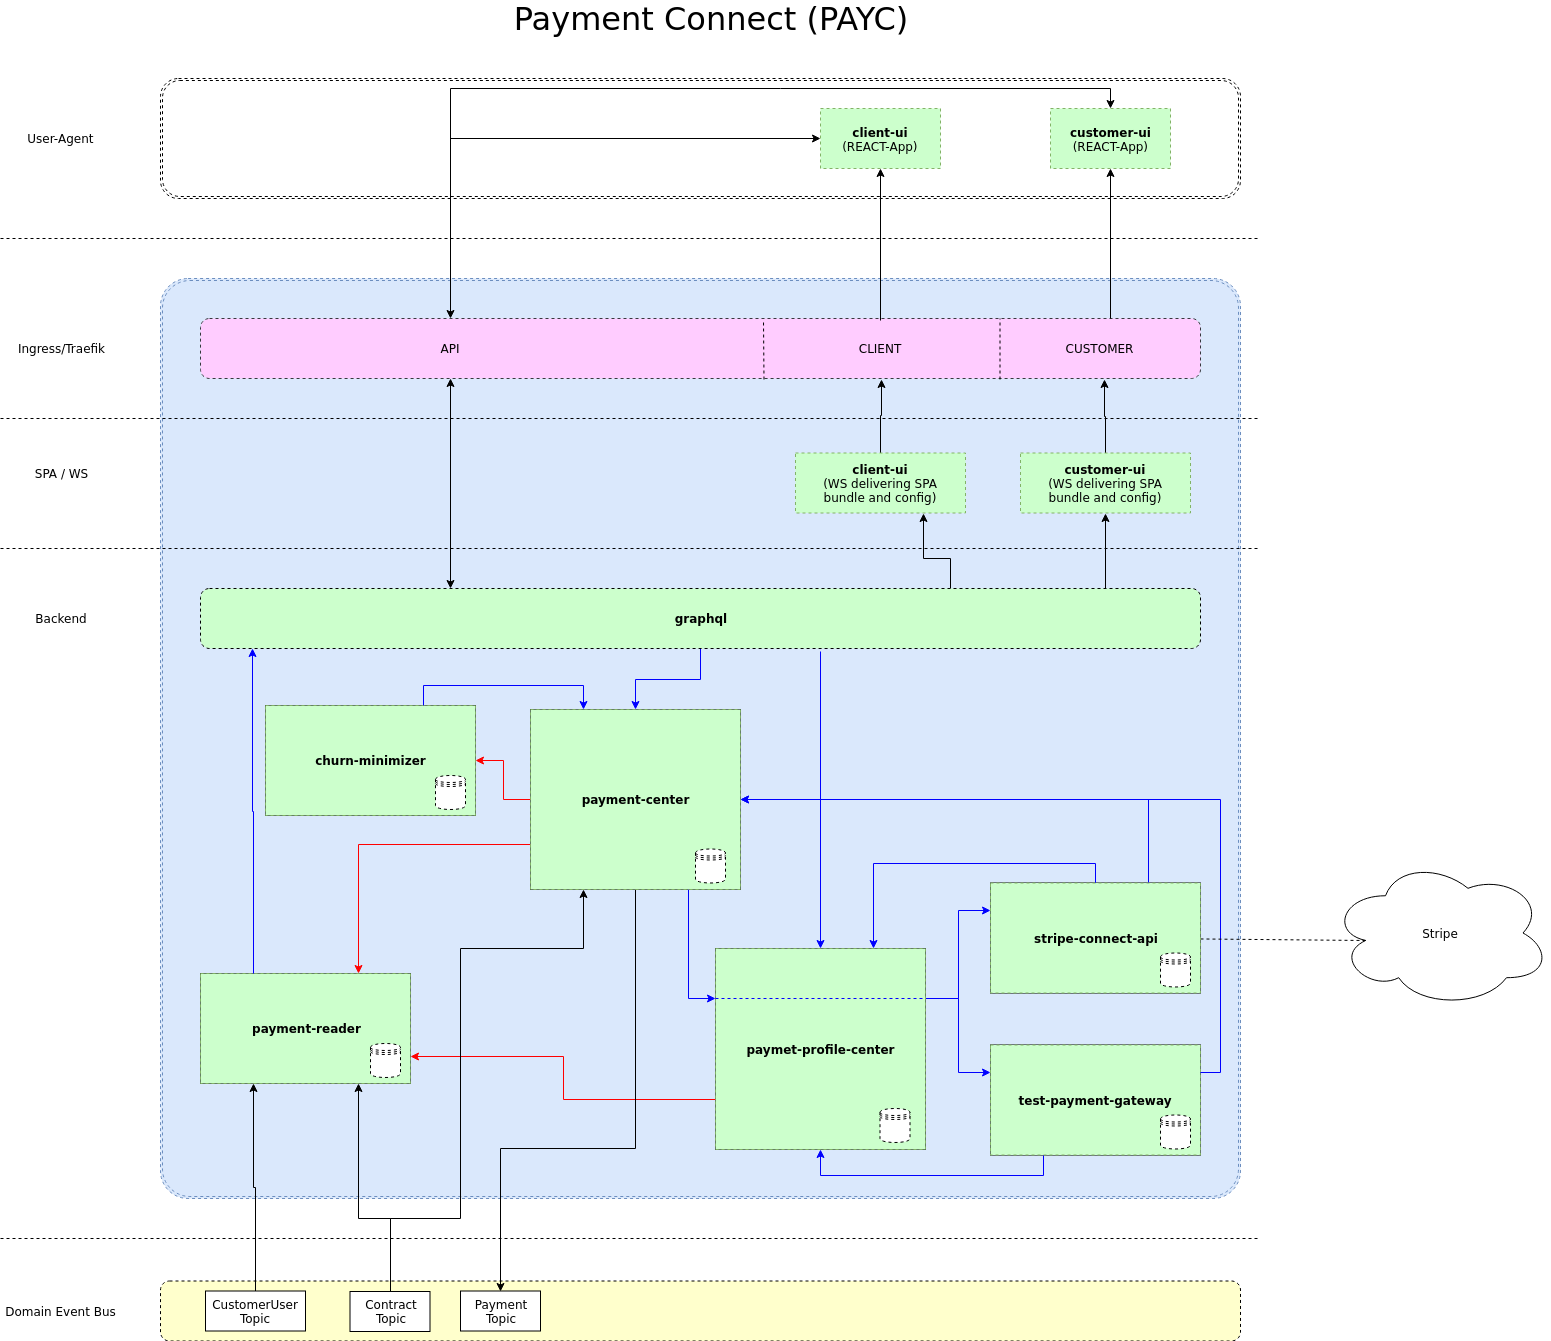 Payment Connect (PAYC)
User-Agent
client-ui
(REACT-App)
customer-ui
(REACT-App)
Ingress/Traefik
API
CLIENT
CUSTOMER
SPA / WS
client-ui
(WS delivering SPA
bundle and config)
customer-ui
(WS delivering SPA
bundle and config)
Backend
graphql
churn-minimizer
payment-center
stripe-connect-api
Stripe
payment-reader
paymet-profile-center
test-payment-gateway
Domain Event Bus
CustomerUser
Topic
Contract
Topic
Payment
Topic